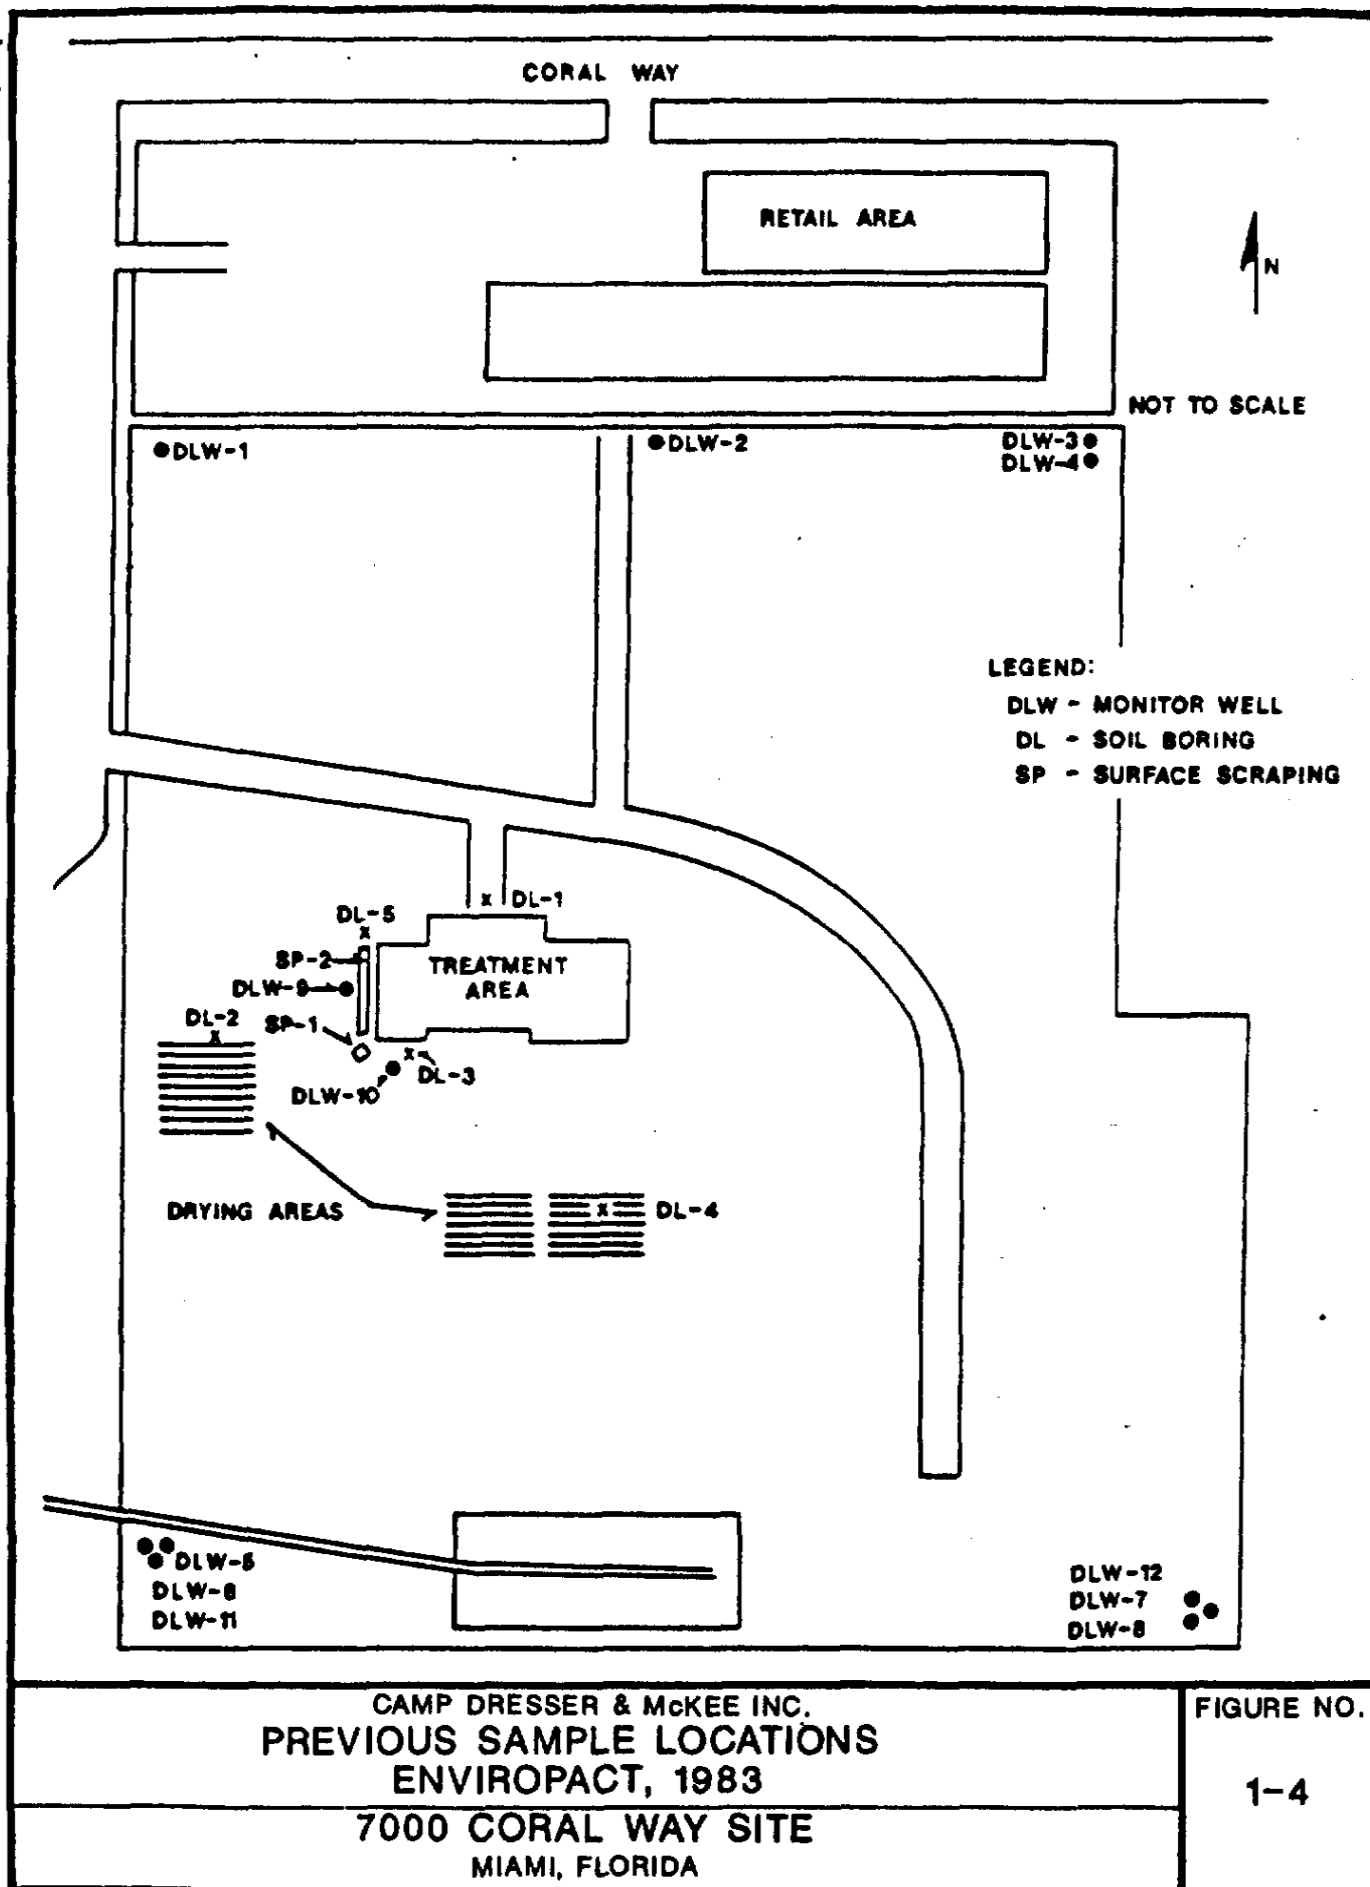 CORAL WAY
RETAIL AREA
N
NOT TO SCALE
DLW-1
DLW-2
DLW-3
DLW-4
LEGEND:
DLW - MONITOR WELL
DL - SOIL BORING
SP - SURFACE SCRAPING
x DL-1
DL-5
x
SP-2
TREATMENT
AREA
DLW-9
DL-2
x
SP-1
x
DL-3
DLW-10
DRYING AREAS
x
DL-4
DLW-5
DLW-6
DLW-11
DLW-12
DLW-7
DLW-8
CAMP DRESSER & McKEE INC.
PREVIOUS SAMPLE LOCATIONS
ENVIROPACT, 1983
7000 CORAL WAY SITE
MIAMI, FLORIDA
FIGURE NO.
1-4